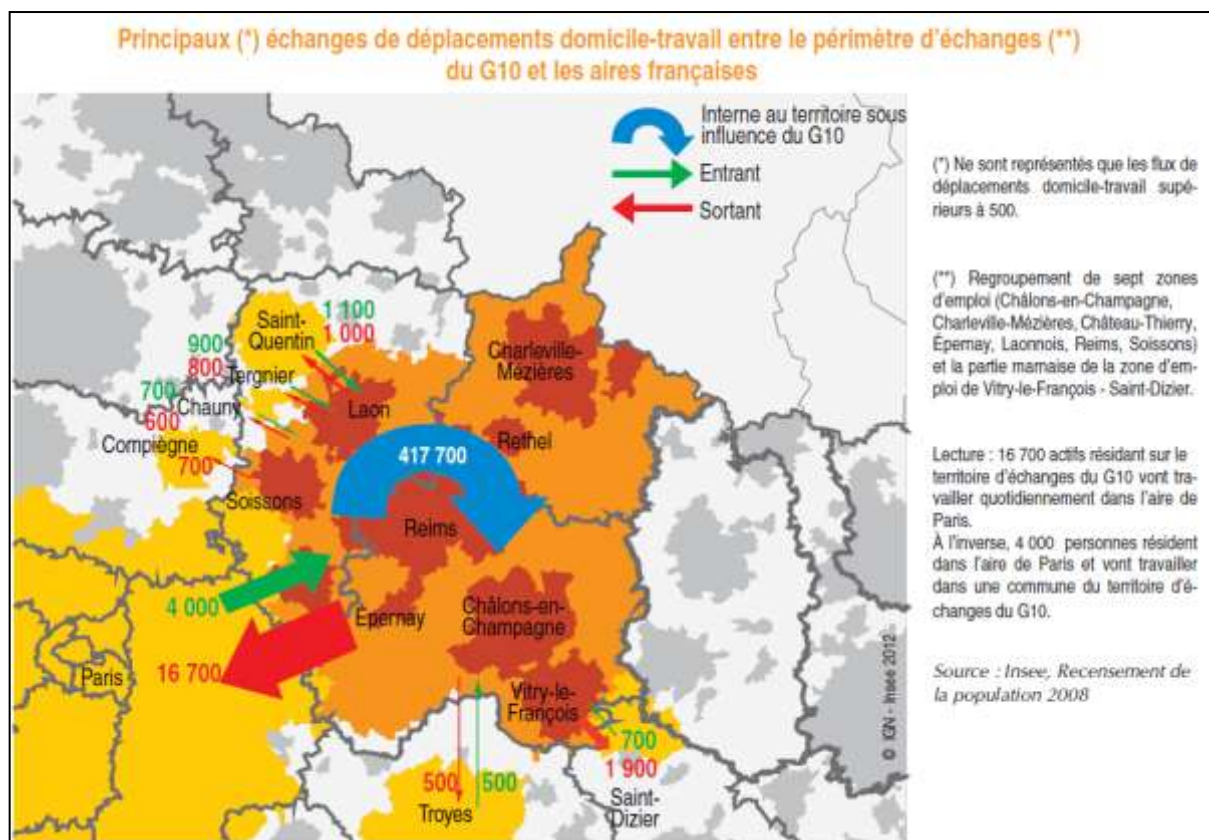 Principaux (*) échanges de déplacements domicile-travail entre le périmètre d'échanges (**)
du G10 et les aires françaises
Interne au territoire sous
influence du G10
Entrant
Sortant
(*) Ne sont représentés que les flux de
déplacements domicile-travail supé-
rieurs à 500.
(**) Regroupement de sept zones
d'emploi (Châlons-en-Champagne,
Charleville-Mézières, Château-Thierry,
Épernay, Laonnois, Reims, Soissons)
et la partie marnaise de la zone d'em-
ploi de Vitry-le-François - Saint-Dizier.
Lecture : 16 700 actifs résidant sur le
territoire d'échanges du G10 vont tra-
vailler quotidiennement dans l'aire de
Paris.
À l'inverse, 4 000 personnes résident
dans l'aire de Paris et vont travailler
dans une commune du territoire d'é-
changes du G10.
Source : Insee, Recensement de
la population 2008
Saint-
Quentin
1 100
1 000
900
800
Tergnier
700
600
Chauny
Compiègne
700
Laon
Charleville-
Mézières
Rethel
417 700
Soissons
Reims
4 000
Épernay
Châlons-en-
Champagne
Paris
16 700
Vitry-le-
François
700
1 900
500
500
Troyes
Saint-
Dizier
© IGN - Insee 2012